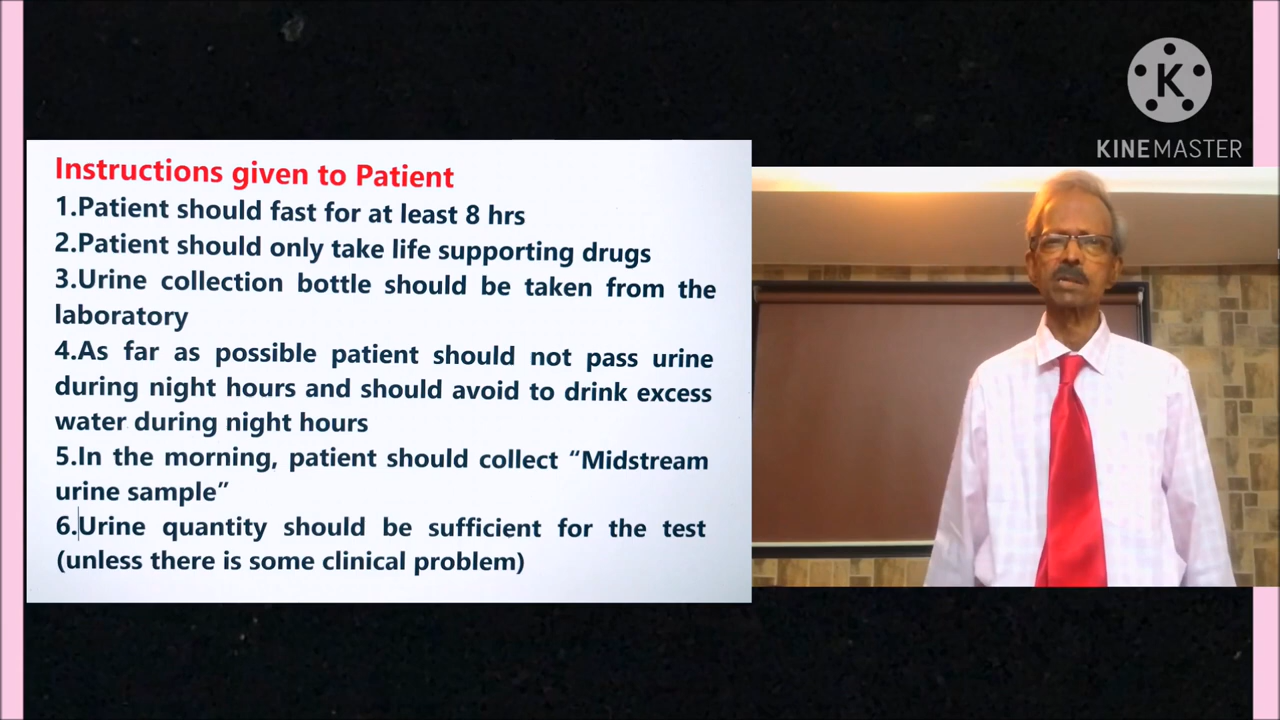 Instructions given to Patient
1.Patient should fast for at least 8 hrs
2.Patient should only take life supporting drugs
3.Urine collection bottle should be taken from the
laboratory
4.As far as possible patient should not pass urine
during night hours and should avoid to drink excess
water during night hours
5.In the morning, patient should collect “Midstream
urine sample”
6.Urine quantity should be sufficient for the test
(unless there is some clinical problem)
K
KINEMASTER